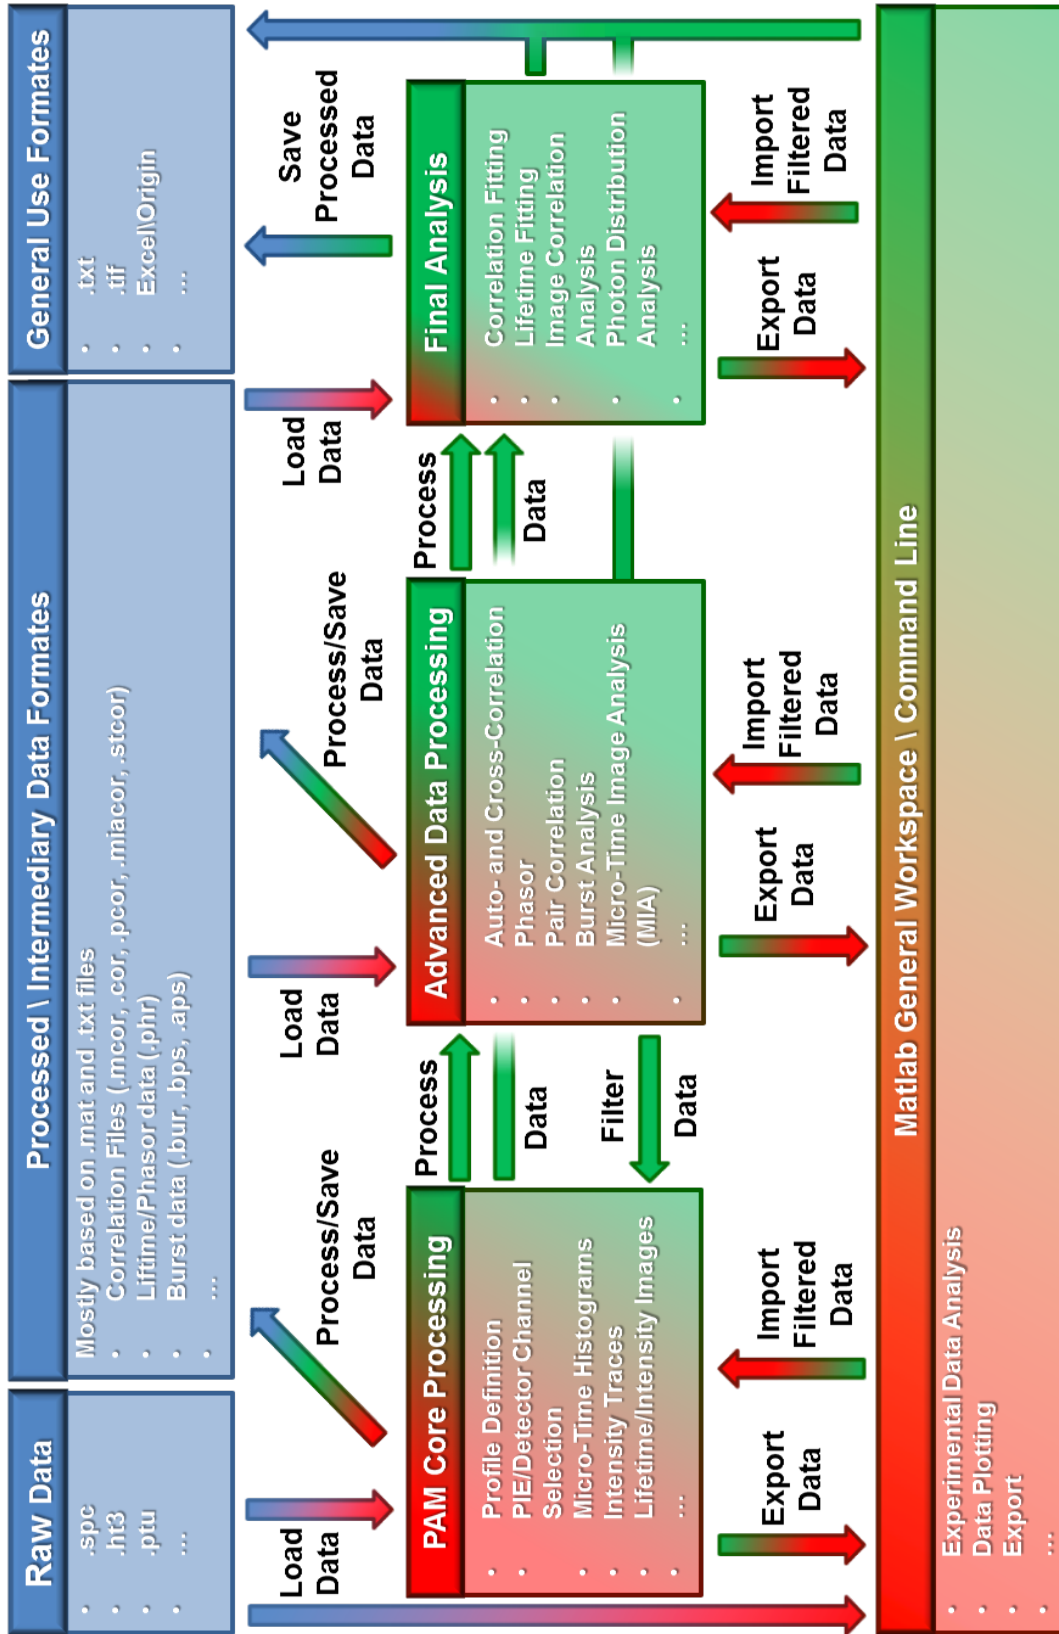 Raw Data
• .spc
• .ht3
• .ptu
• ...
Processed \ Intermediary Data Formates
Mostly based on .mat and .txt files
• Correlation Files (.mcor, .cor, .pcor, .miacor, .stcor)
• Liftime/Phasor data (.phr)
• Burst data (.bur, .bps, .aps)
• ...
General Use Formates
• .txt
• .tif
• Excel\Origin
• ...
Load
Data
Process/Save
Data
Load
Data
Process/Save
Data
Load
Data
Save
Processed
Data
PAM Core Processing
• Profile Definition
• PIE/Detector Channel
Selection
• Micro-Time Histograms
• Intensity Traces
• Lifetime/Intensity Images
• ...
Process
Data
Filter
Data
Advanced Data Processing
• Auto- and Cross-Correlation
• Phasor
• Pair Correlation
• Burst Analysis
• Micro-Time Image Analysis
(MIA)
• ...
Process
Data
Final Analysis
• Correlation Fitting
• Lifetime Fitting
• Image Correlation
Analysis
• Photon Distribution
Analysis
• ...
Export
Data
Import
Filtered
Data
Export
Data
Import
Filtered
Data
Export
Data
Import
Filtered
Data
Matlab General Workspace \ Command Line
• Experimental Data Analysis
• Data Plotting
• Export
• ...